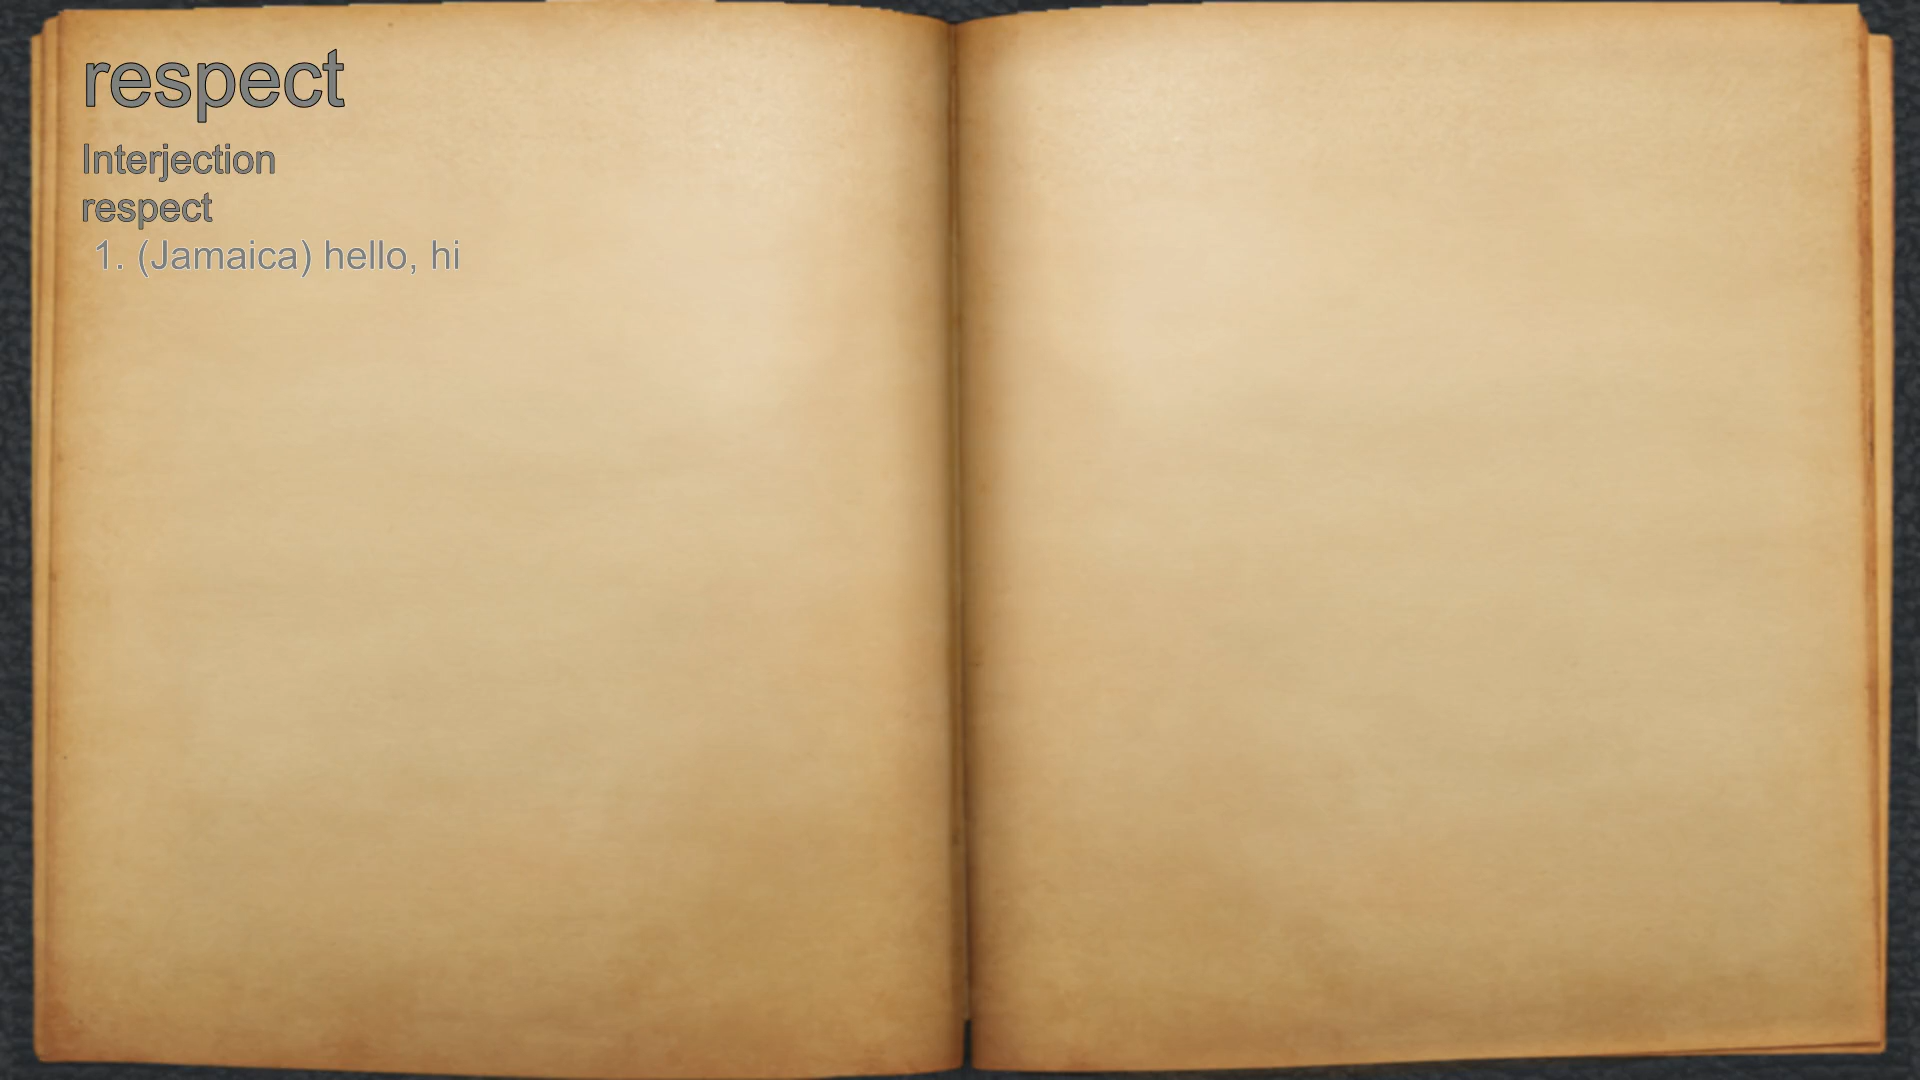 respect
Interjection
respect
1. (Jamaica) hello, hi